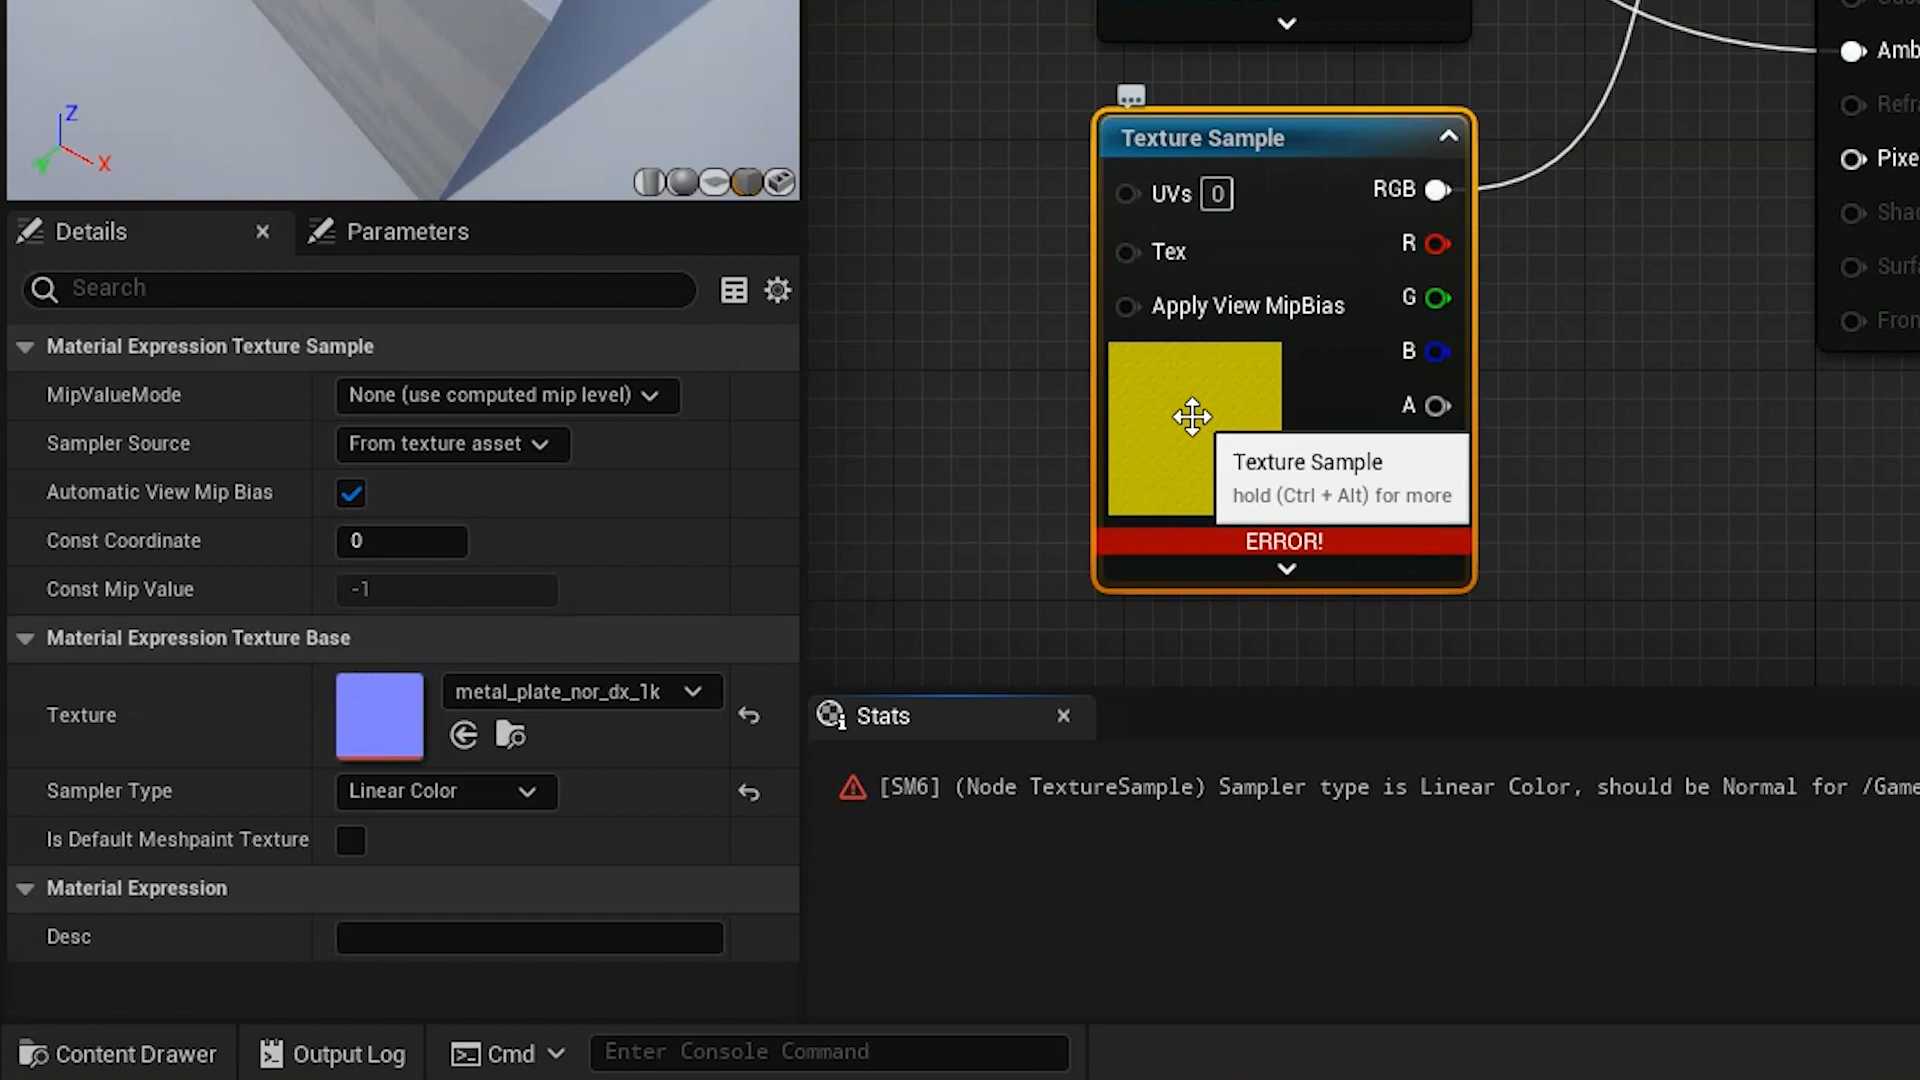 Z
X
Details
Parameters
Search
Material Expression Texture Sample
MipValueMode
None (use computed mip level)
Sampler Source
From texture asset
Automatic View Mip Bias
Const Coordinate
0
Const Mip Value
-1
Material Expression Texture Base
Texture
metal_plate_nor_dx_1k
Sampler Type
Linear Color
Is Default Meshpaint Texture
Material Expression
Desc
Texture Sample
UVs 0
RGB
Tex
R
Apply View MipBias
G
B
A
Texture Sample
hold (Ctrl + Alt) for more
ERROR!
Amb
Refra
Pixe
Shad
Surf
Fron
Stats
[SM6] (Node TextureSample) Sampler type is Linear Color, should be Normal for /Game
Content Drawer
Output Log
Cmd
Enter Console Command